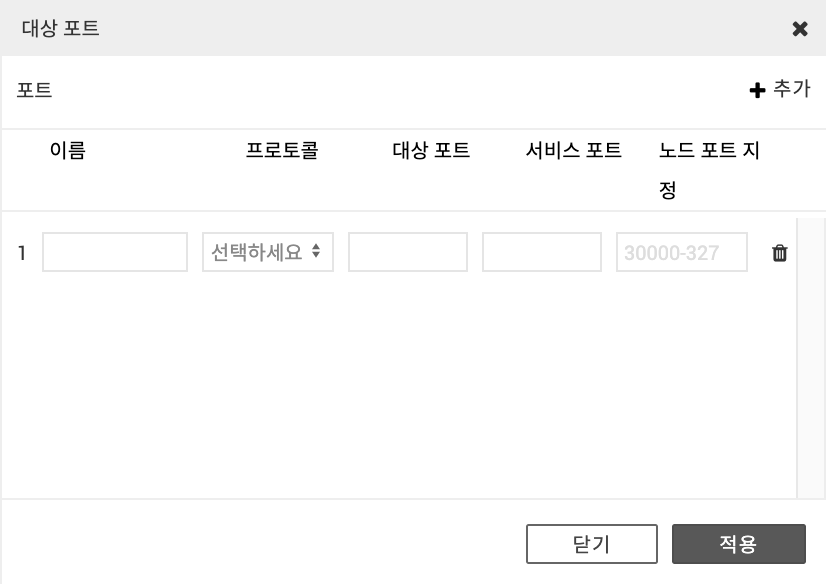 대상 포트
포트
추가
이름 프로토콜 대상 포트 서비스 포트 노드 포트 지
정
1 선택하세요 30000-327
닫기 적용